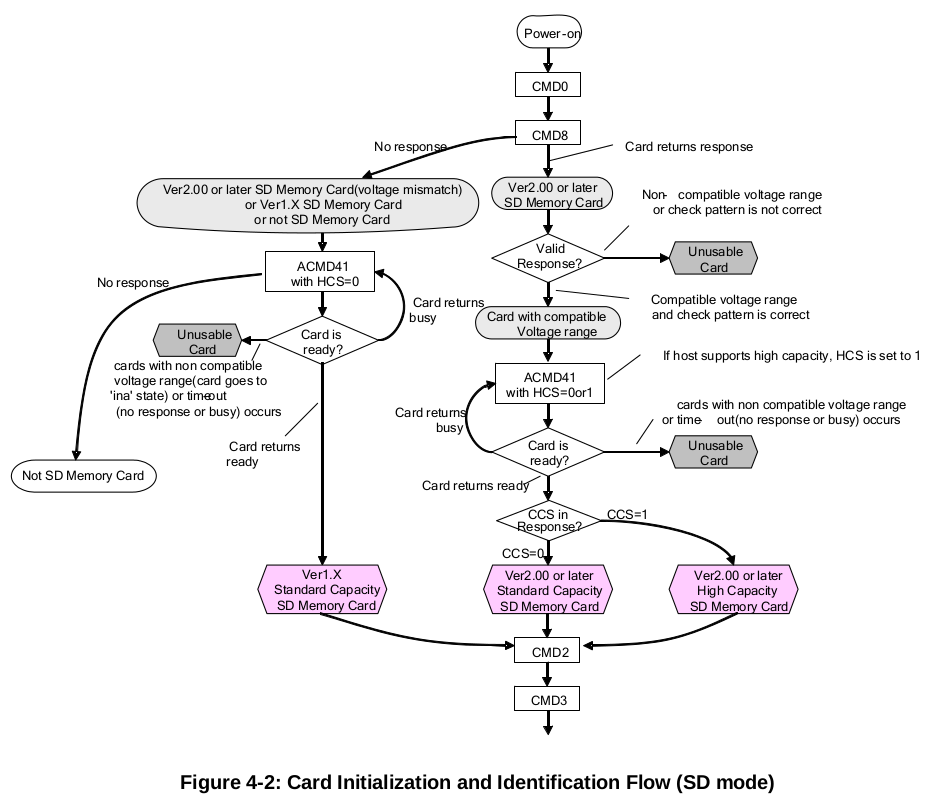 Power-on
CMD0
CMD8
No response
Card returns response
Ver2.00 or later SD Memory Card(voltage mismatch)
or Ver1.X SD Memory Card
or not SD Memory Card
Ver2.00 or later
SD Memory Card
Non- compatible voltage range
or check pattern is not correct
Valid
Response?
Unusable
Card
ACMD41
with HCS=0
No response
Card returns
busy
Compatible voltage range
and check pattern is correct
Card with compatible
Voltage range
Unusable
Card
Card is
ready?
If host supports high capacity, HCS is set to 1
cards with non compatible
voltage range(card goes to
'ina' state) or time-out
(no response or busy) occurs
ACMD41
with HCS=0or1
Card returns
busy
cards with non compatible voltage range
or time- out(no response or busy) occurs
Card is
ready?
Unusable
Card
Card returns
ready
Not SD Memory Card
Card returns ready
CCS in
Response?
CCS=1
CCS=0
Ver1.X
Standard Capacity
SD Memory Card
Ver2.00 or later
Standard Capacity
SD Memory Card
Ver2.00 or later
High Capacity
SD Memory Card
CMD2
CMD3
Figure 4-2: Card Initialization and Identification Flow (SD mode)